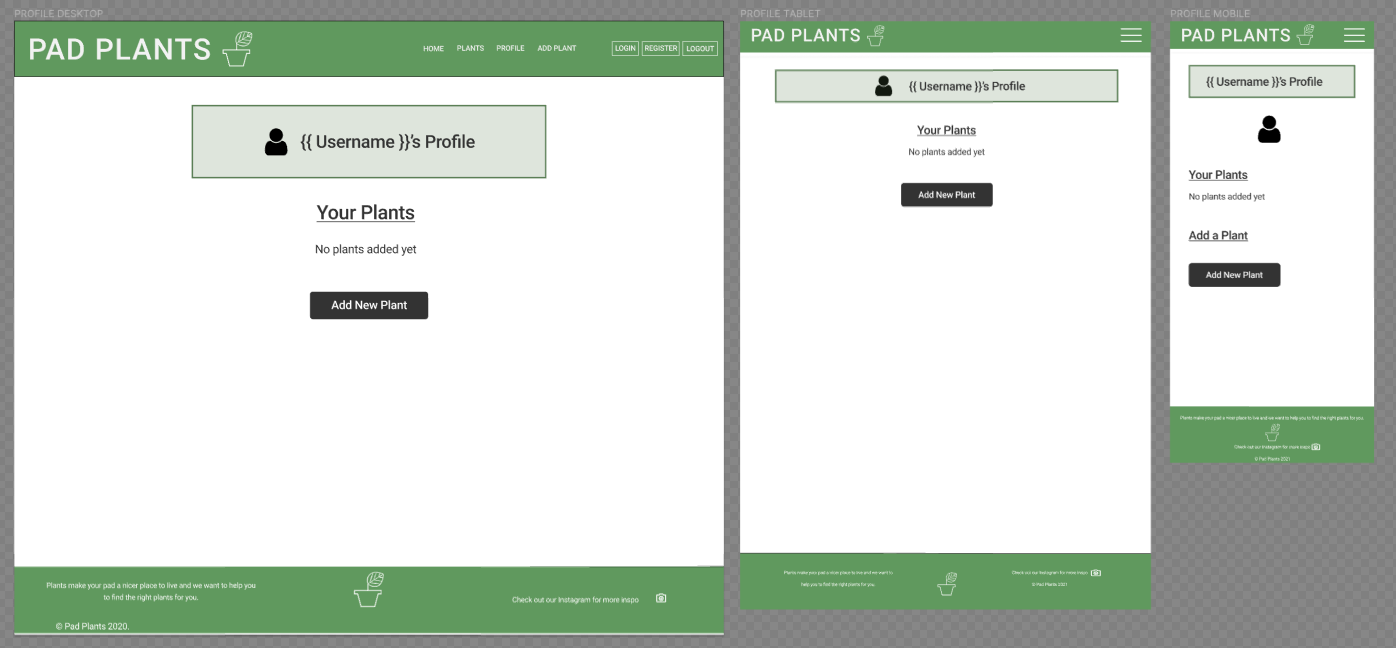 PROFILE DESKTOP
PAD PLANTS
HOME PLANTS PROFILE ADD PLANT LOGIN REGISTER LOGOUT
{{ Username }}'s Profile
Your Plants
No plants added yet
Add New Plant
Plants make your pad a nicer place to live and we want to help you
to find the right plants for you.
Check out our Instagram for more inspo
© Pad Plants 2020.
PROFILE TABLET
PAD PLANTS
{{ Username }}'s Profile
Your Plants
No plants added yet
Add New Plant
Plants make your pad a nicer place to live and we want to
help you to find the right plants for you.
Check out our Instagram for more inspo
© Pad Plants 2021
PROFILE MOBILE
PAD PLANTS
{{ Username }}'s Profile
Your Plants
No plants added yet
Add a Plant
Add New Plant
Plants make your pad a nicer place to live and we want to help you to find the right plants for you.
Check out our Instagram for more inspo
© Pad Plants 2021